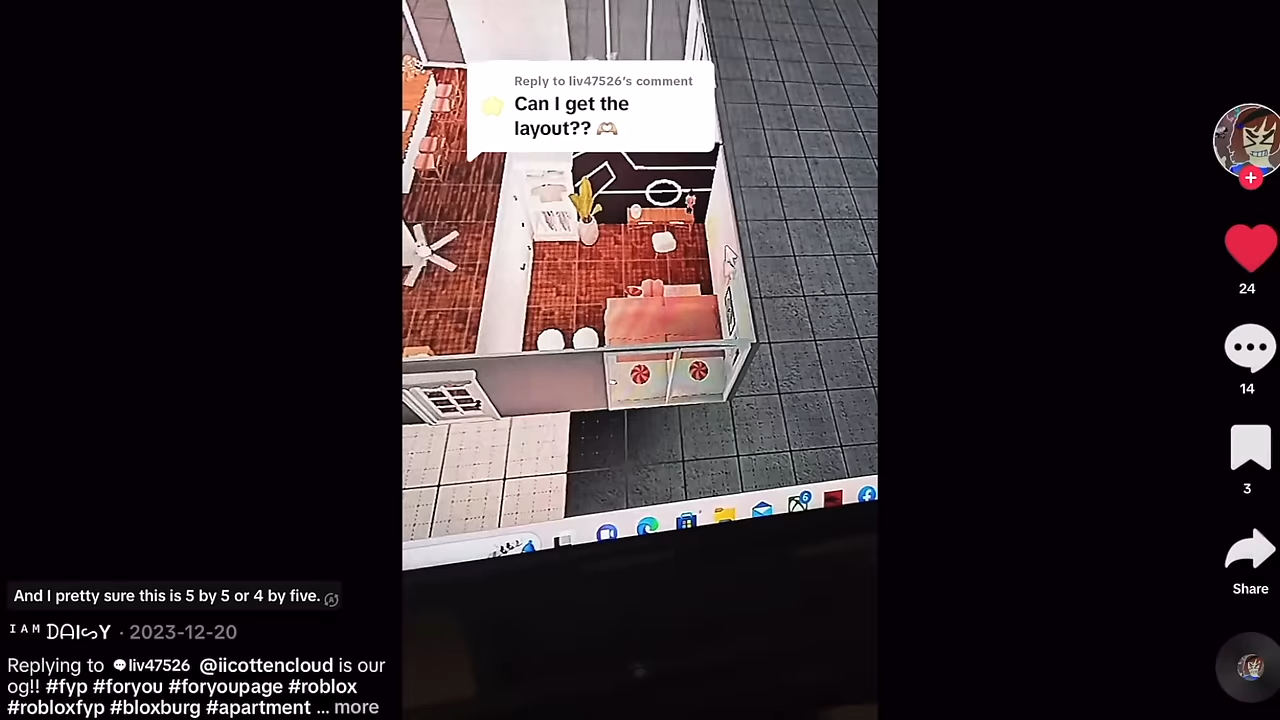 Reply to liv47526's comment
Can I get the
layout?? 🫶🏽
24
14
3
Share
6
And I pretty sure this is 5 by 5 or 4 by five.
ᴵ ᴬ ᴹ DᗩIᔕY · 2023-12-20
Replying to 💬liv47526 @iicottencloud is our
og!! #fyp #foryou #foryoupage #roblox
#robloxfyp #bloxburg #apartment ... more